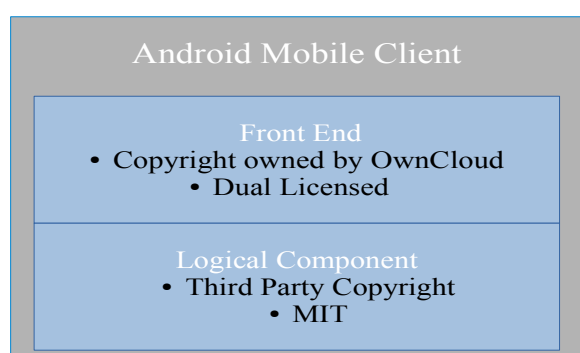 Android Mobile Client
Front End
• Copyright owned by OwnCloud
• Dual Licensed
Logical Component
• Third Party Copyright
• MIT